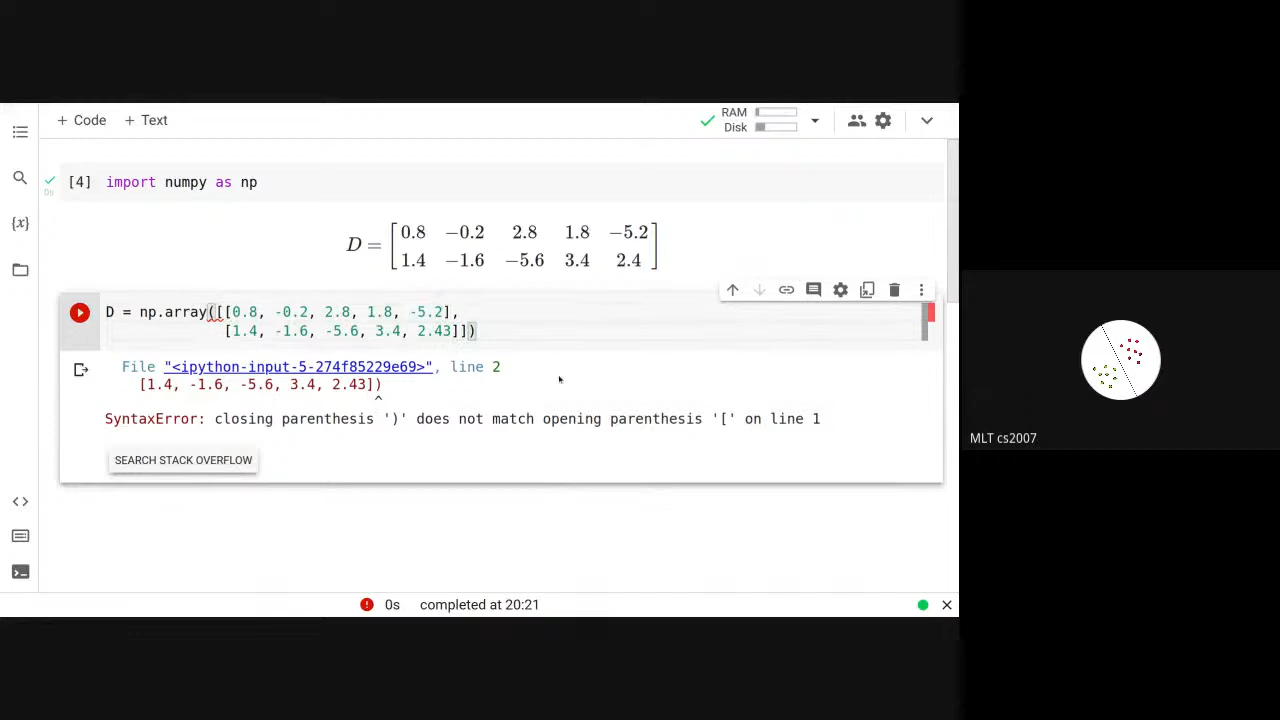 + Code + Text
RAM
Disk
[4] import numpy as np
0s
D = [0.8 −0.2 2.8 1.8 −5.2
1.4 −1.6 −5.6 3.4 2.4]
D = np.array([[0.8, -0.2, 2.8, 1.8, -5.2],
[1.4, -1.6, -5.6, 3.4, 2.43]])
File "<ipython-input-5-274f85229e69>", line 2
[1.4, -1.6, -5.6, 3.4, 2.43])
^
SyntaxError: closing parenthesis ')' does not match opening parenthesis '[' on line 1
SEARCH STACK OVERFLOW
0s completed at 20:21
{x}
MLT cs2007